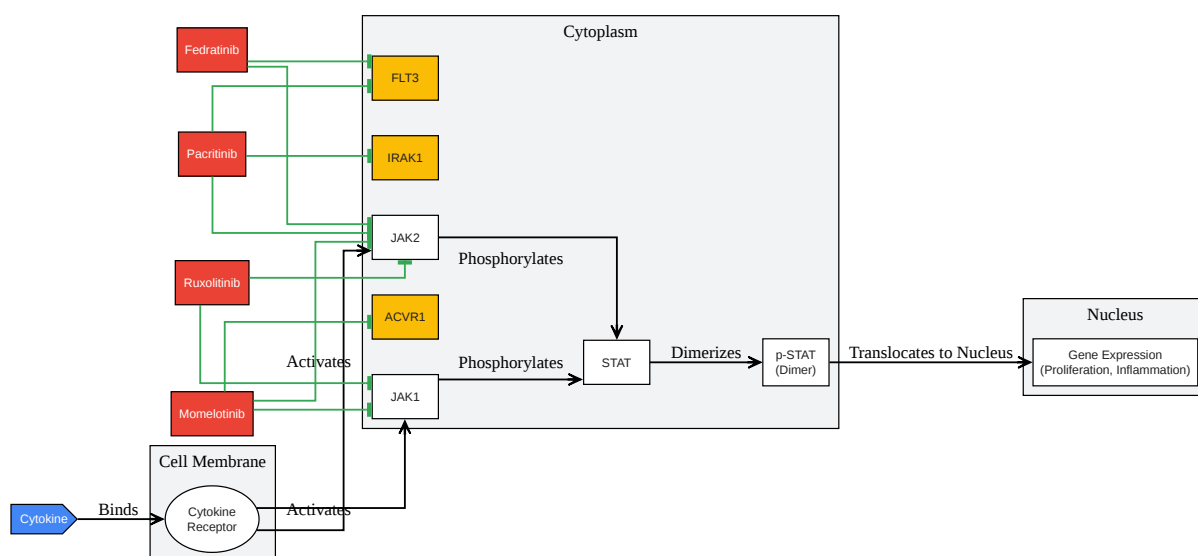 Cytoplasm
Fedratinib
FLT3
Pacritinib
IRAK1
JAK2
Phosphorylates
Ruxolitinib
ACVR1
Nucleus
Activates
Phosphorylates
STAT
Dimerizes
p-STAT
(Dimer)
Translocates to Nucleus
Gene Expression
(Proliferation, Inflammation)
JAK1
Momelotinib
Cell Membrane
Cytokine
Binds
Cytokine
Receptor
Activates